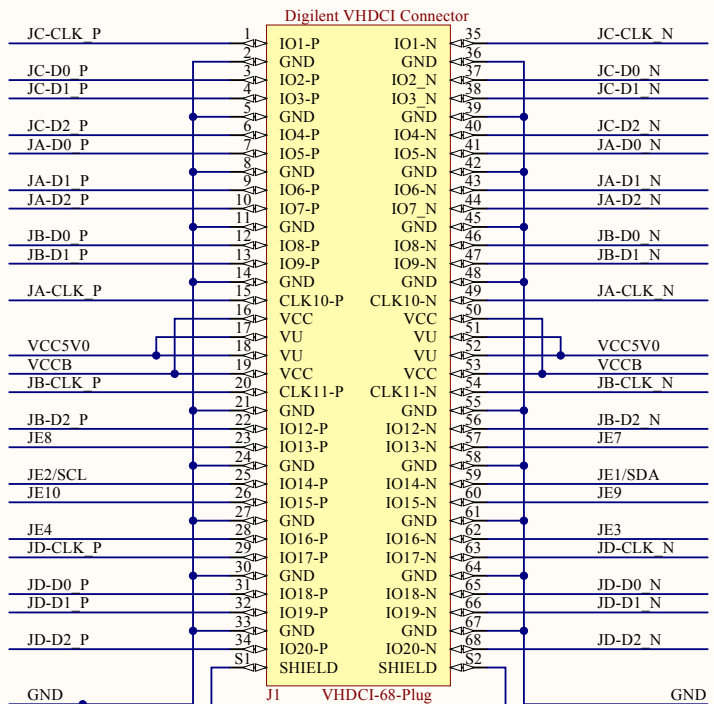 Digilent VHDCI Connector
JC-CLK_P 1 IO1-P IO1-N 35 JC-CLK_N
2 GND GND 36
JC-D0_P 3 IO2-P IO2_N 37 JC-D0_N
JC-D1_P 4 IO3-P IO3_N 38 JC-D1_N
5 GND GND 39
JC-D2_P 6 IO4-P IO4-N 40 JC-D2_N
JA-D0_P 7 IO5-P IO5-N 41 JA-D0_N
8 GND GND 42
JA-D1_P 9 IO6-P IO6-N 43 JA-D1_N
JA-D2_P 10 IO7-P IO7_N 44 JA-D2_N
11 GND GND 45
JB-D0_P 12 IO8-P IO8-N 46 JB-D0_N
JB-D1_P 13 IO9-P IO9-N 47 JB-D1_N
14 GND GND 48
JA-CLK_P 15 CLK10-P CLK10-N 49 JA-CLK_N
16 VCC VCC 50
17 VU VU 51
VCC5V0 18 VU VU 52 VCC5V0
VCCB 19 VCC VCC 53 VCCB
JB-CLK_P 20 CLK11-P CLK11-N 54 JB-CLK_N
21 GND GND 55
JB-D2_P 22 IO12-P IO12-N 56 JB-D2_N
JE8 23 IO13-P IO13-N 57 JE7
24 GND GND 58
JE2/SCL 25 IO14-P IO14-N 59 JE1/SDA
JE10 26 IO15-P IO15-N 60 JE9
27 GND GND 61
JE4 28 IO16-P IO16-N 62 JE3
JD-CLK_P 29 IO17-P IO17-N 63 JD-CLK_N
30 GND GND 64
JD-D0_P 31 IO18-P IO18-N 65 JD-D0_N
JD-D1_P 32 IO19-P IO19-N 66 JD-D1_N
33 GND GND 67
JD-D2_P 34 IO20-P IO20-N 68 JD-D2_N
S1 SHIELD SHIELD S2
GND J1 VHDCI-68-Plug GND